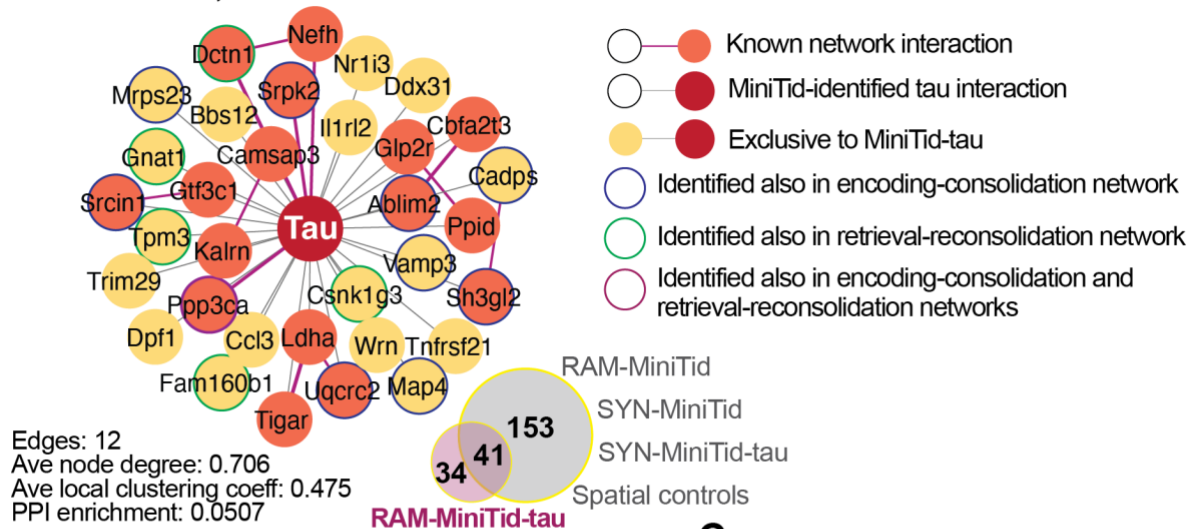 Nefh
Dctn1
Nr1i3
Ddx31
Mrps23
Srpk2
Bbs12
Il1rl2
Cbfa2t3
Gnat1
Camsap3
Glp2r
Cadps
Srcin1
Gtf3c1
Ablim2
Tau
Ppid
Tpm3
Kalrn
Vamp3
Trim29
Csnk1g3
Sh3gl2
Ppp3ca
Dpf1
Ccl3
Ldha
Wrn
Tnfrsf21
Fam160b1
Uqcrc2
Map4
Tigar
Known network interaction
MiniTid-identified tau interaction
Exclusive to MiniTid-tau
Identified also in encoding-consolidation network
Identified also in retrieval-reconsolidation network
Identified also in encoding-consolidation and
retrieval-reconsolidation networks
Edges: 12
Ave node degree: 0.706
Ave local clustering coeff: 0.475
PPI enrichment: 0.0507
RAM-MiniTid
SYN-MiniTid
SYN-MiniTid-tau
Spatial controls
153
41
34
RAM-MiniTid-tau